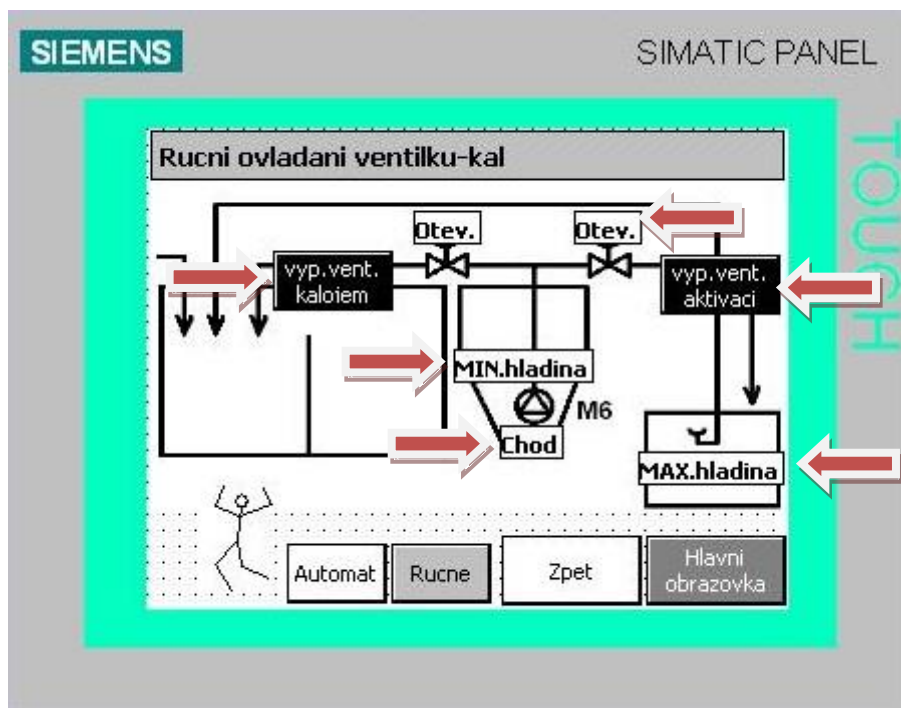 SIEMENS
SIMATIC PANEL
TOUCH
Rucni ovladani ventilku-kal
Otev.
Otev.
vyp.vent.
kaloiem
vyp.vent.
aktivaci
MIN.hladina
M6
Chod
MAX.hladina
Automat
Rucne
Zpet
Hlavni
obrazovka